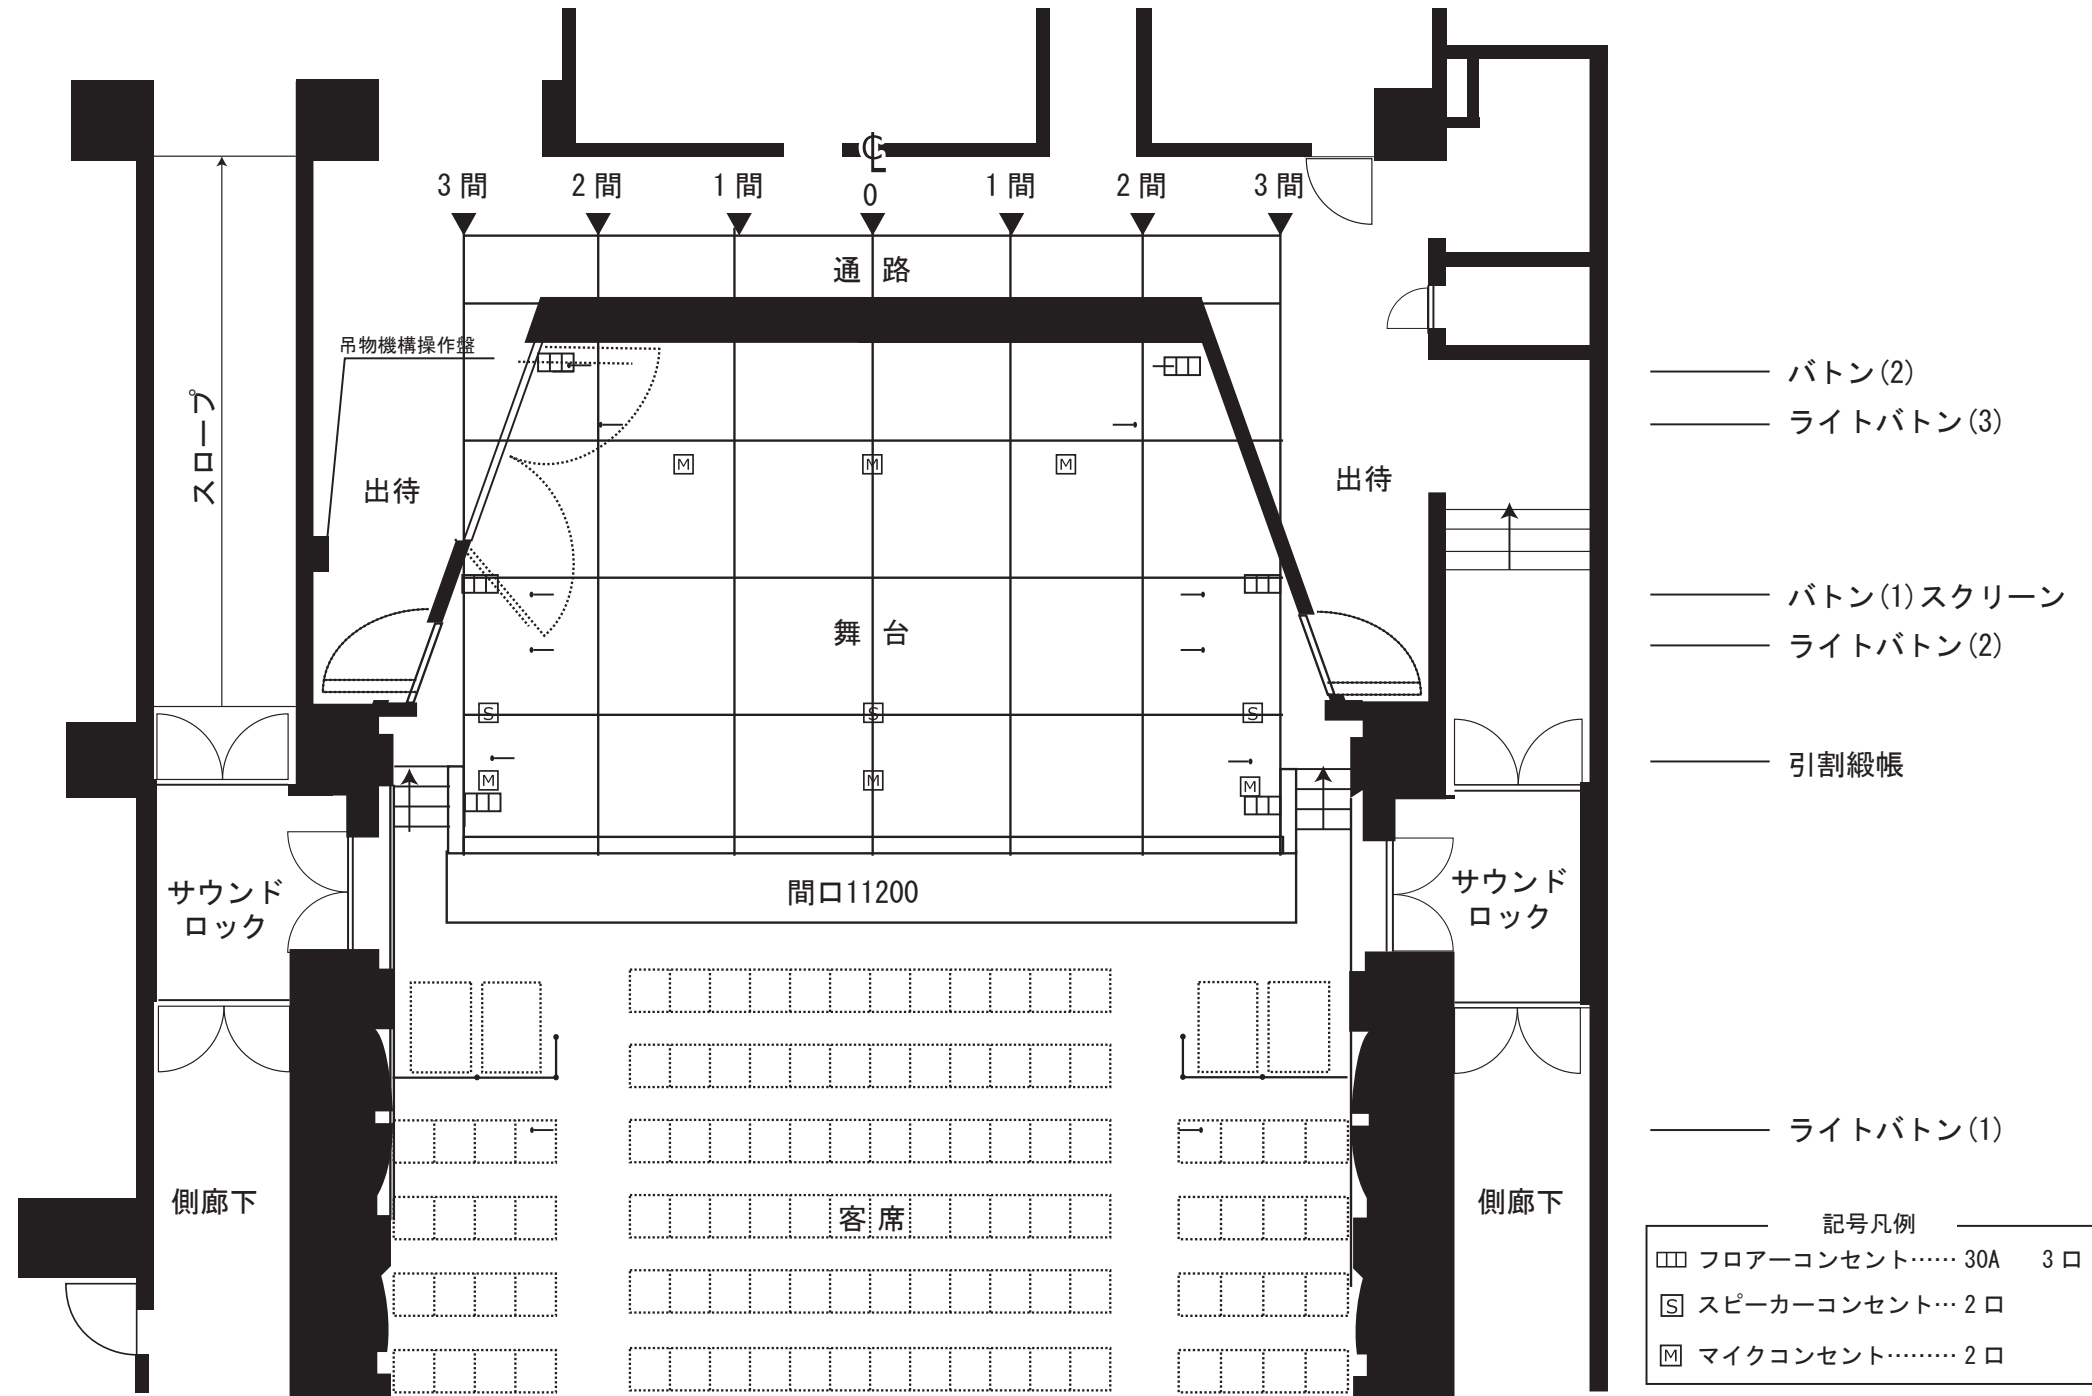 ℄
3間 2間 1間 0 1間 2間 3間
通 路
吊物機構操作盤
バトン(2)
スロープ
ライトバトン(3)
M M M
出待
出待
バトン(1)スクリーン
舞 台
ライトバトン(2)
S S S
引割緞帳
M M M
サウンド
ロック
間口11200
サウンド
ロック
ライトバトン(1)
側廊下
客 席
側廊下
記号凡例
フロアーコンセント…… 30A 3口
S スピーカーコンセント… 2口
M マイクコンセント……… 2口